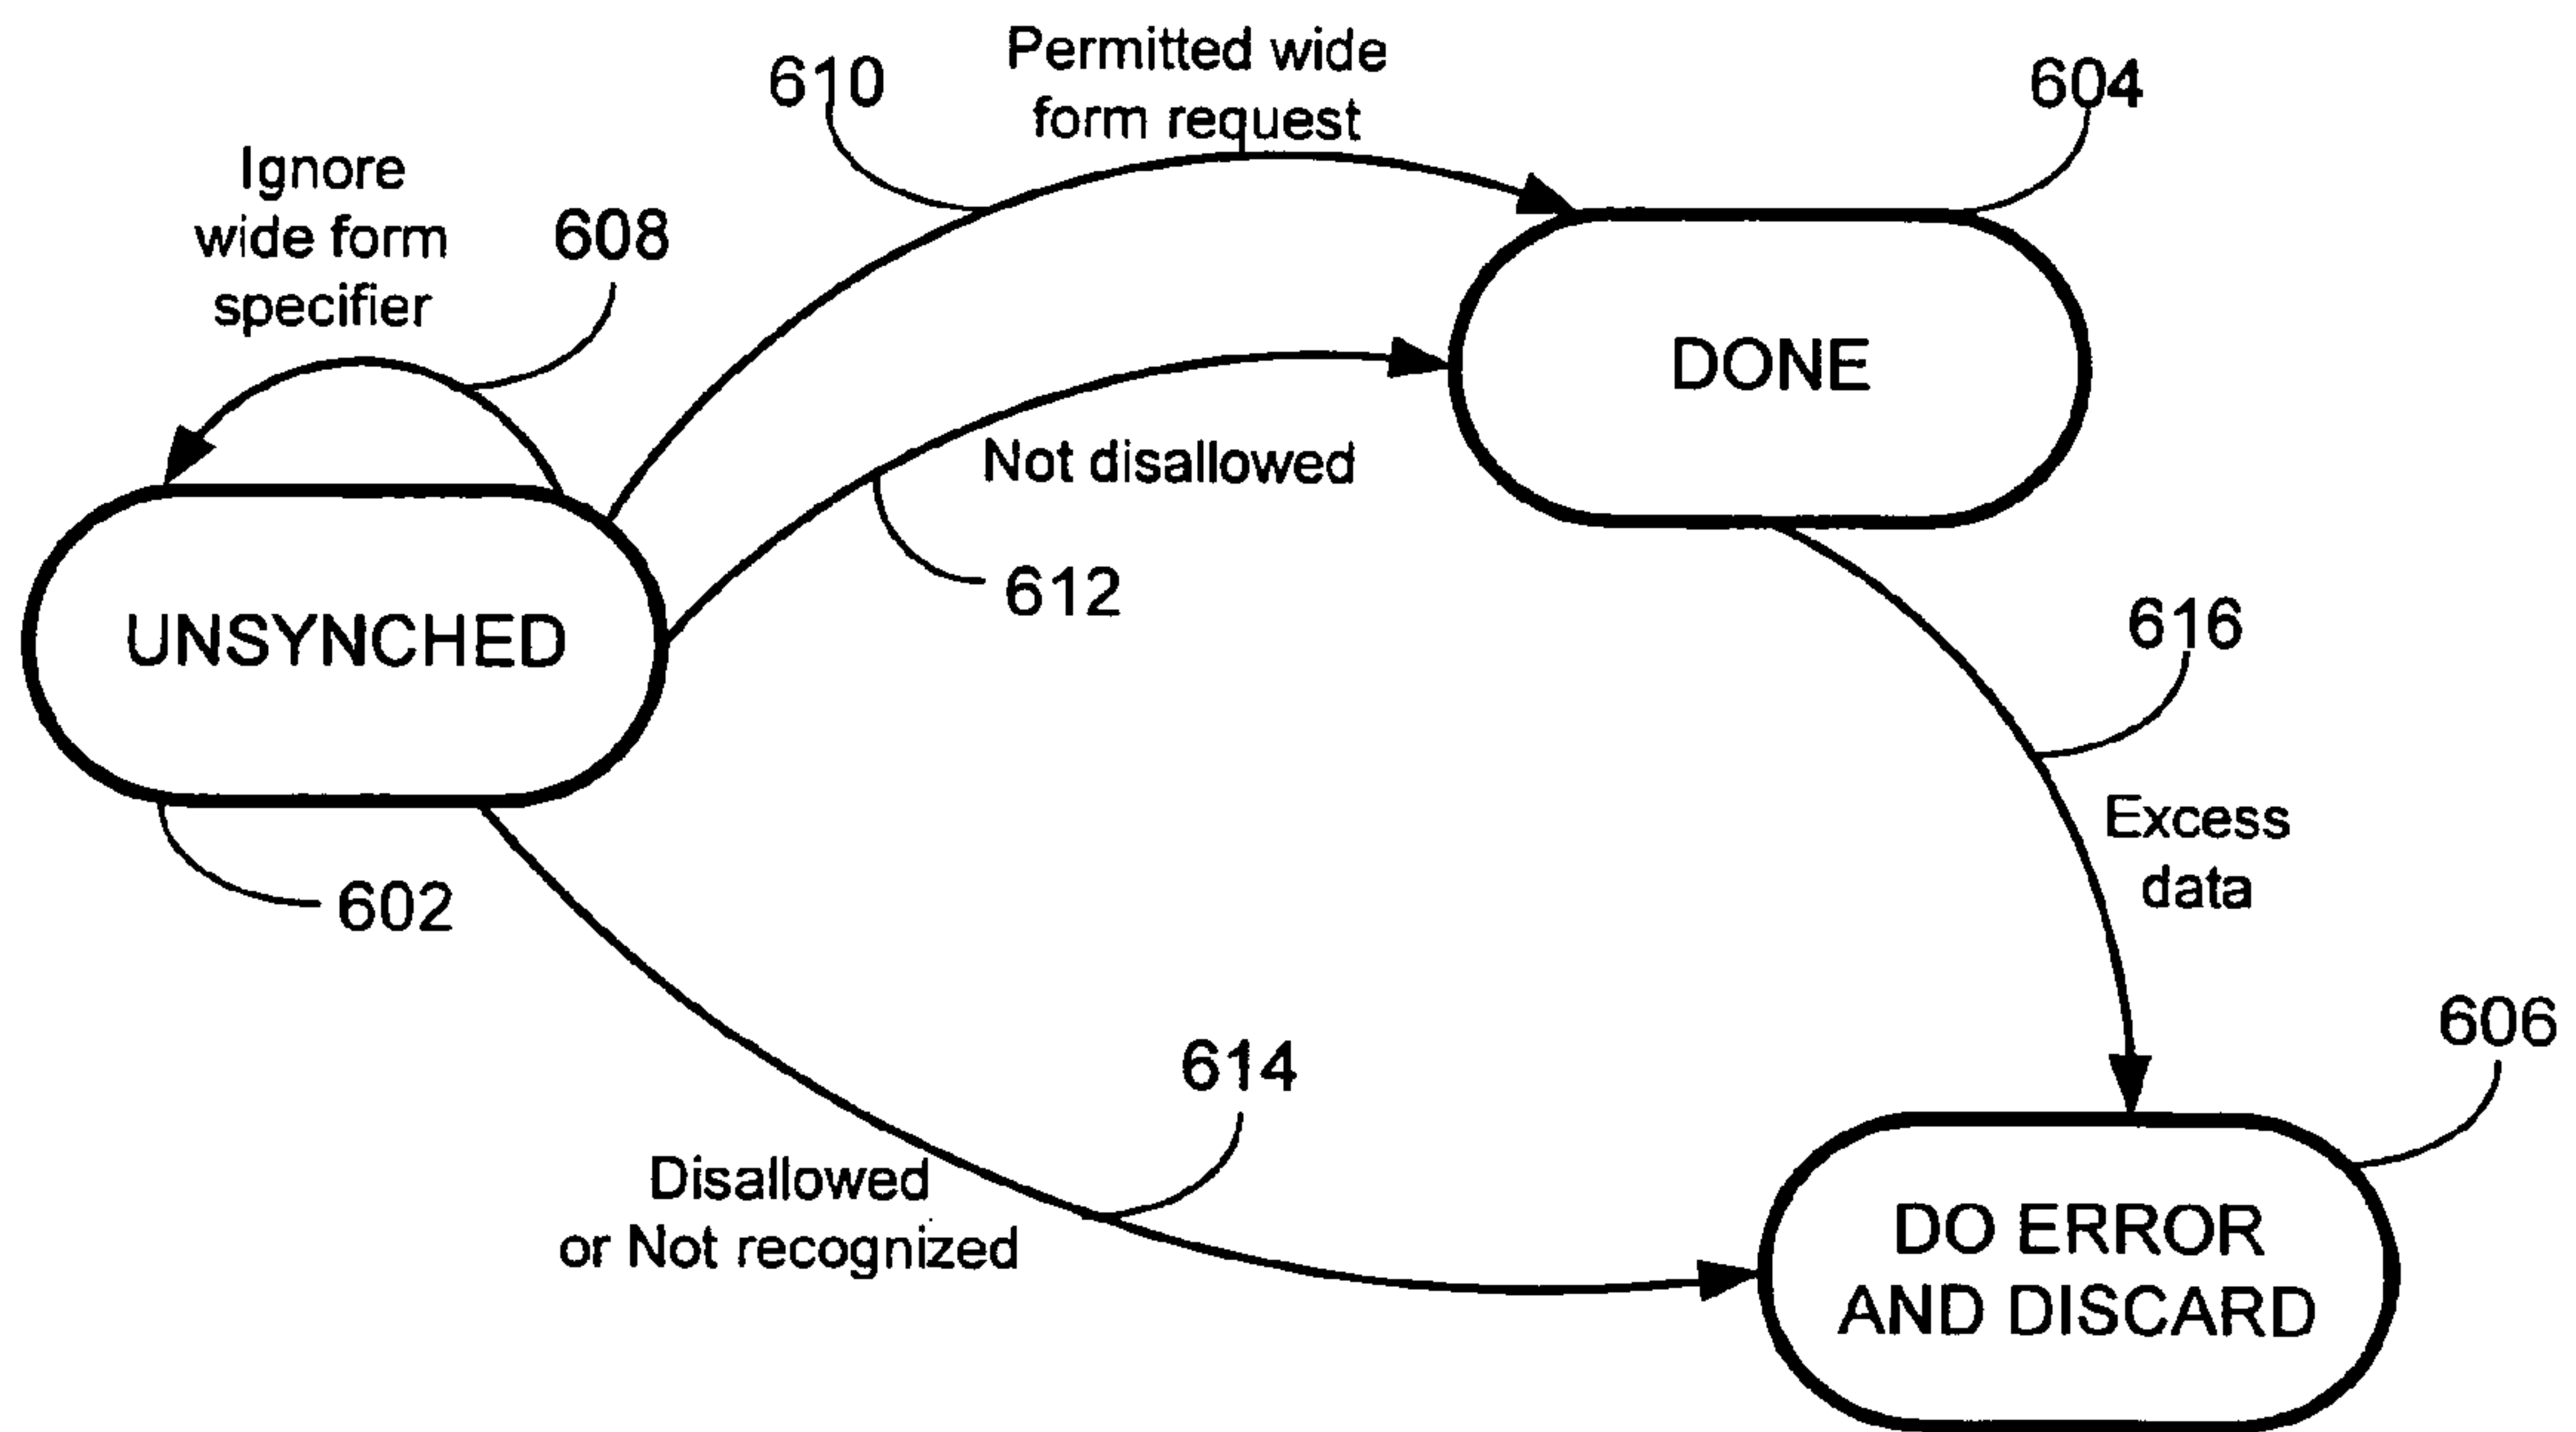 Permitted wide
form request
610
604
Ignore
wide form
specifier
608
DONE
Not disallowed
612
UNSYNCHED
616
602
Excess
data
606
614
Disallowed
or Not recognized
DO ERROR
AND DISCARD